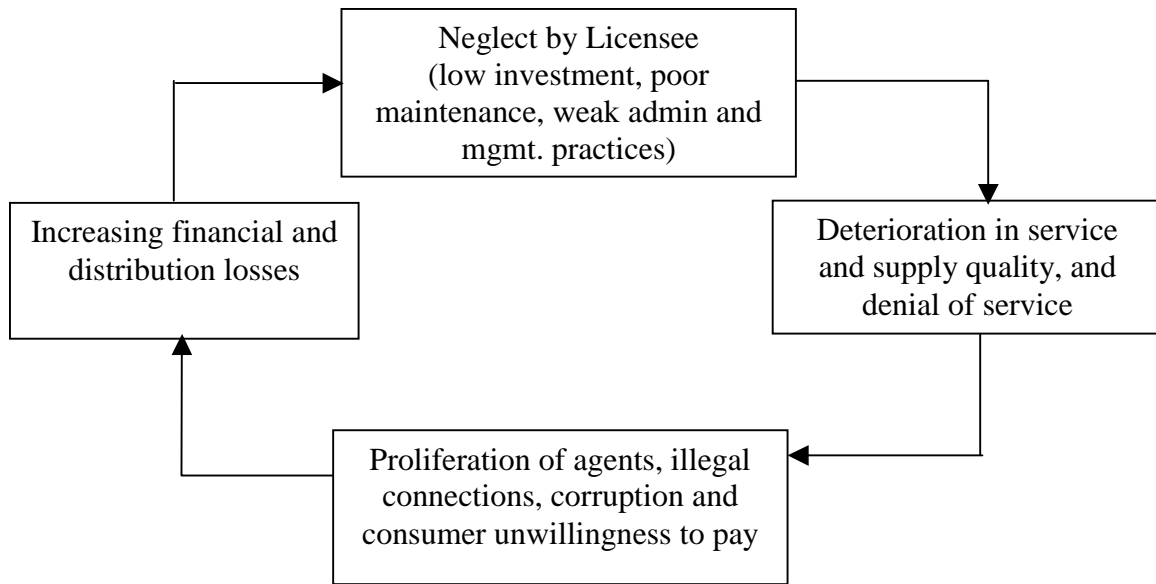 Neglect by Licensee
(low investment, poor
maintenance, weak admin and
mgmt. practices)
Increasing financial and
distribution losses
Deterioration in service
and supply quality, and
denial of service
Proliferation of agents, illegal
connections, corruption and
consumer unwillingness to pay